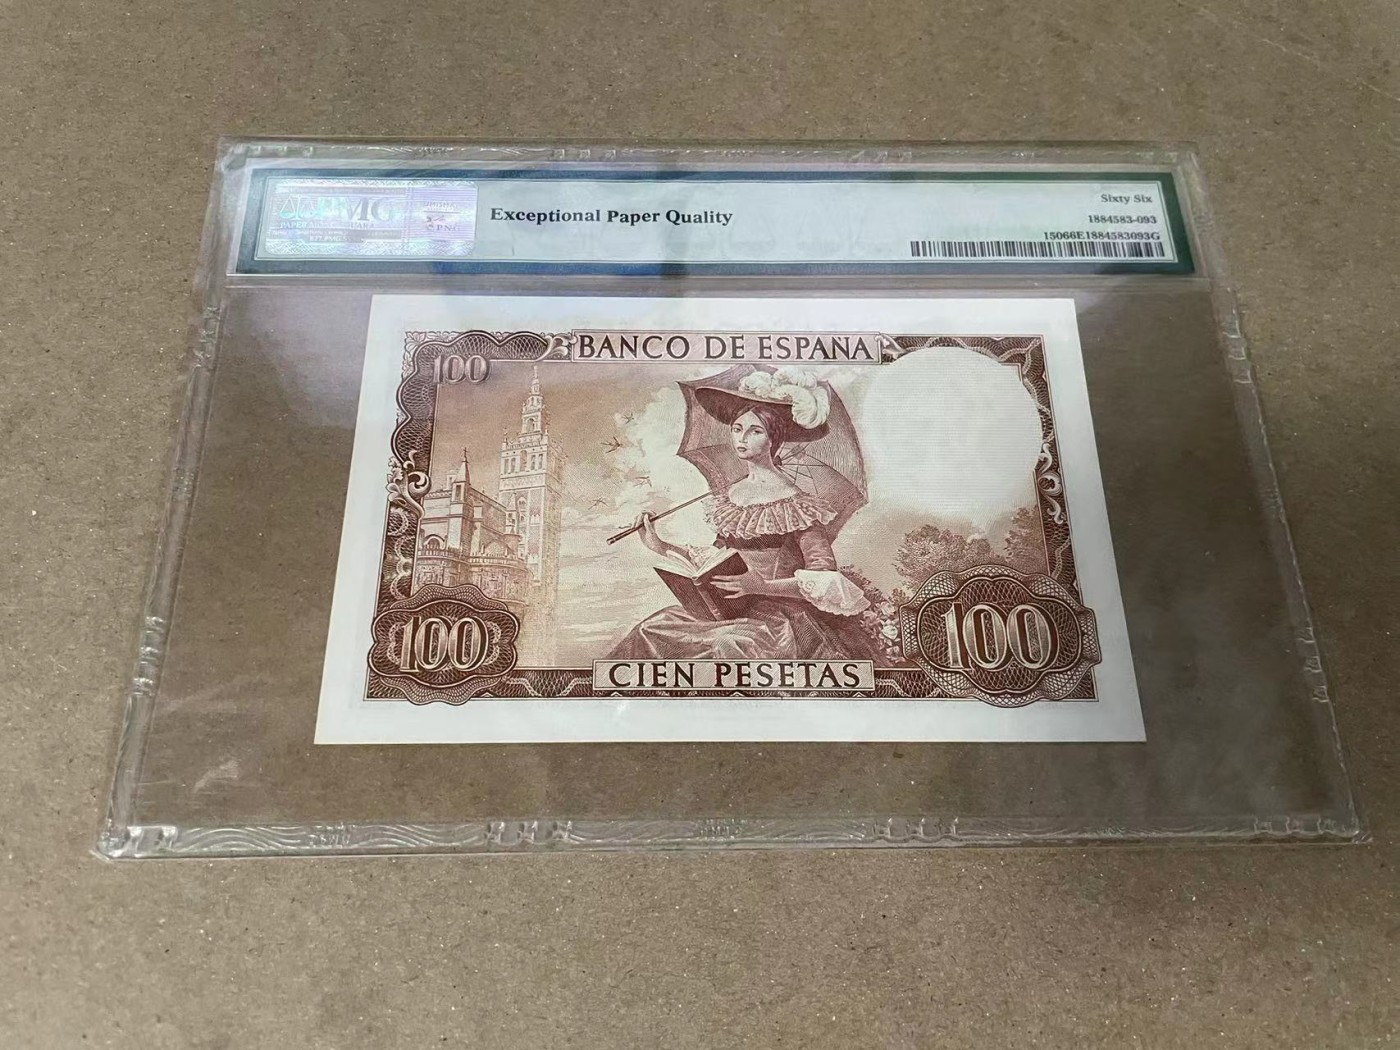 PMG
Exceptional Paper Quality
Sixty Six
1884583-093
15066E1884583093G
BANCO DE ESPAÑA
100
100
100
CIEN PESETAS